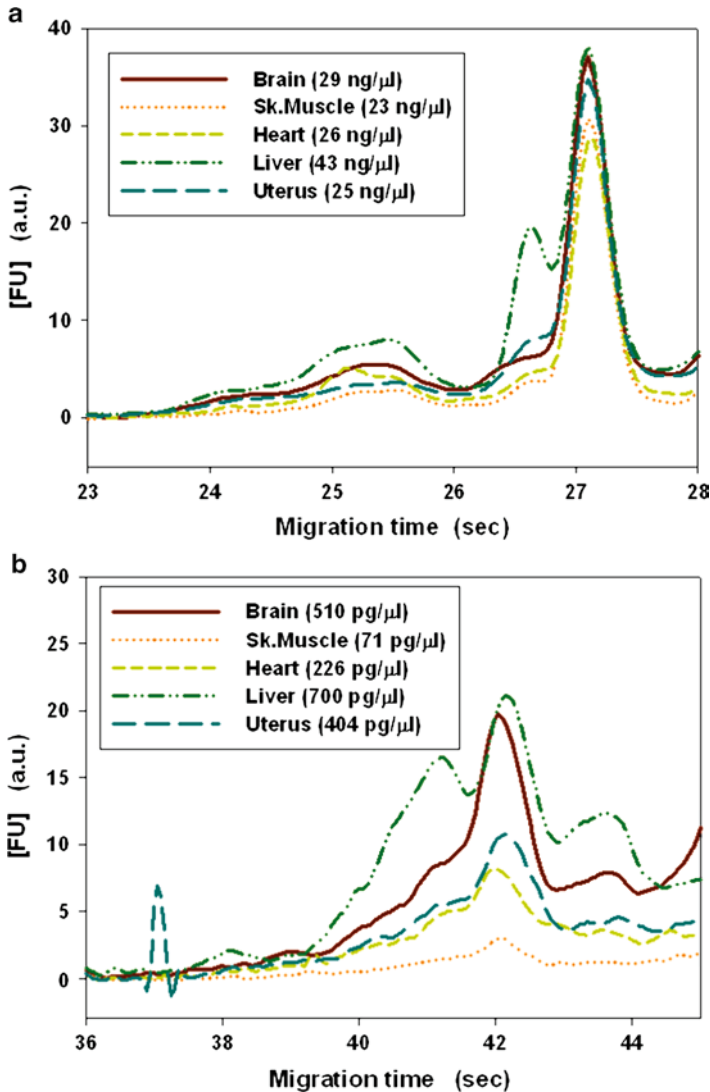 a
40
30
20
10
0
[FU] (a.u.)
Brain (29 ng/µl)
Sk.Muscle (23 ng/µl)
Heart (26 ng/µl)
Liver (43 ng/µl)
Uterus (25 ng/µl)
23 24 25 26 27 28
Migration time (sec)
b
30
25
20
15
10
5
0
[FU] (a.u.)
Brain (510 pg/µl)
Sk.Muscle (71 pg/µl)
Heart (226 pg/µl)
Liver (700 pg/µl)
Uterus (404 pg/µl)
36 38 40 42 44
Migration time (sec)